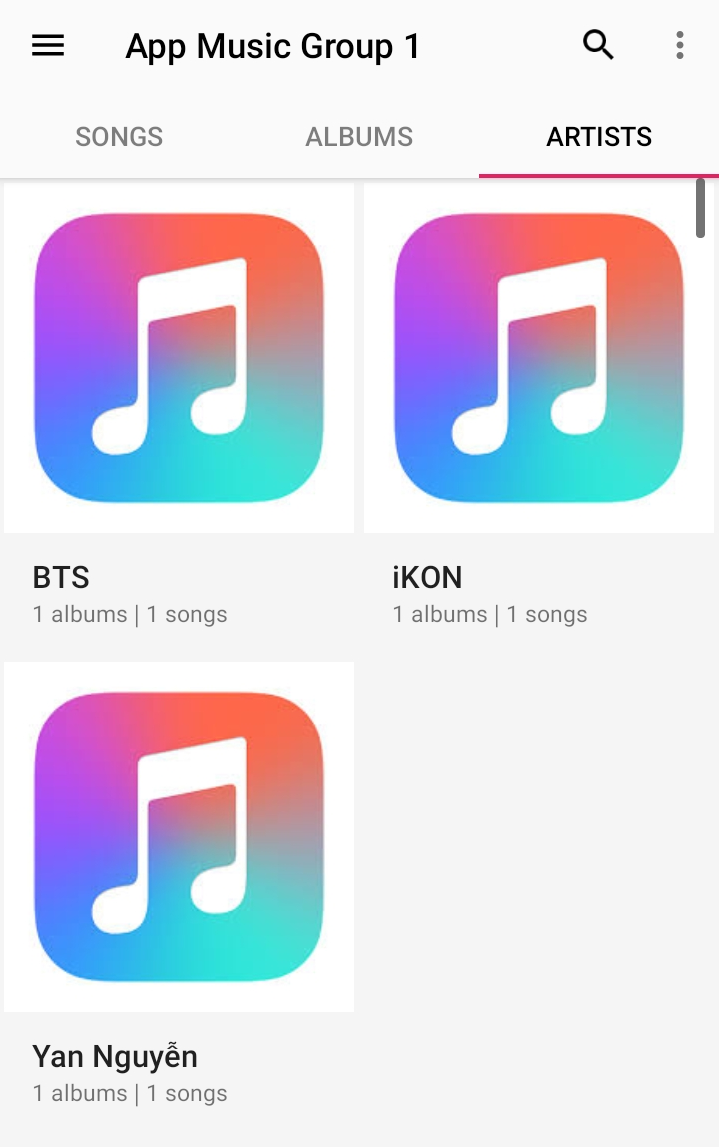 App Music Group 1
SONGS ALBUMS ARTISTS
BTS
1 albums | 1 songs
iKON
1 albums | 1 songs
Yan Nguyễn
1 albums | 1 songs